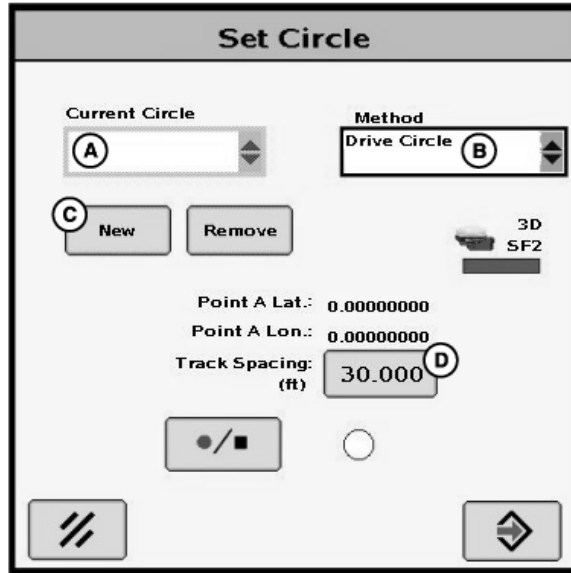 Set Circle
Current Circle
Method
A
Drive Circle B
C
New
Remove
3D
SF2
Point A Lat.: 0.00000000
Point A Lon.: 0.00000000
Track Spacing: D
(ft) 30.000